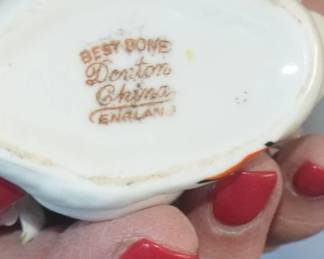 BEST BONE
Denton
China
ENGLAND